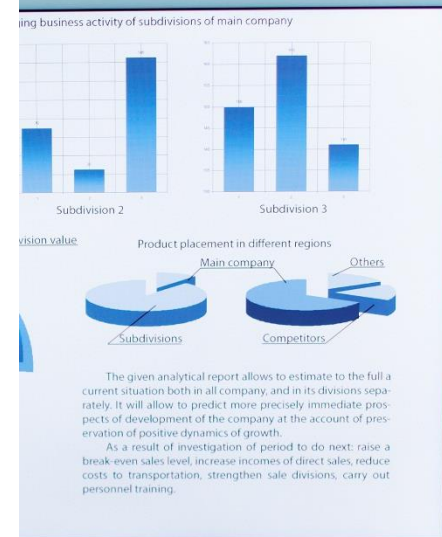 ing business activity of subdivisions of main company
Subdivision 2
Subdivision 3
vision value
Product placement in different regions
Main company
Others
Subdivisions
Competitors
The given analytical report allows to estimate to the full a
current situation both in all company, and in its divisions sepa-
rately. It will allow to predict more precisely immediate pros-
pects of development of the company at the account of pres-
ervation of positive dynamics of growth.
As a result of investigation of period to do next: raise a
break-even sales level, increase incomes of direct sales, reduce
costs to transportation, strengthen sale divisions, carry out
personnel training.